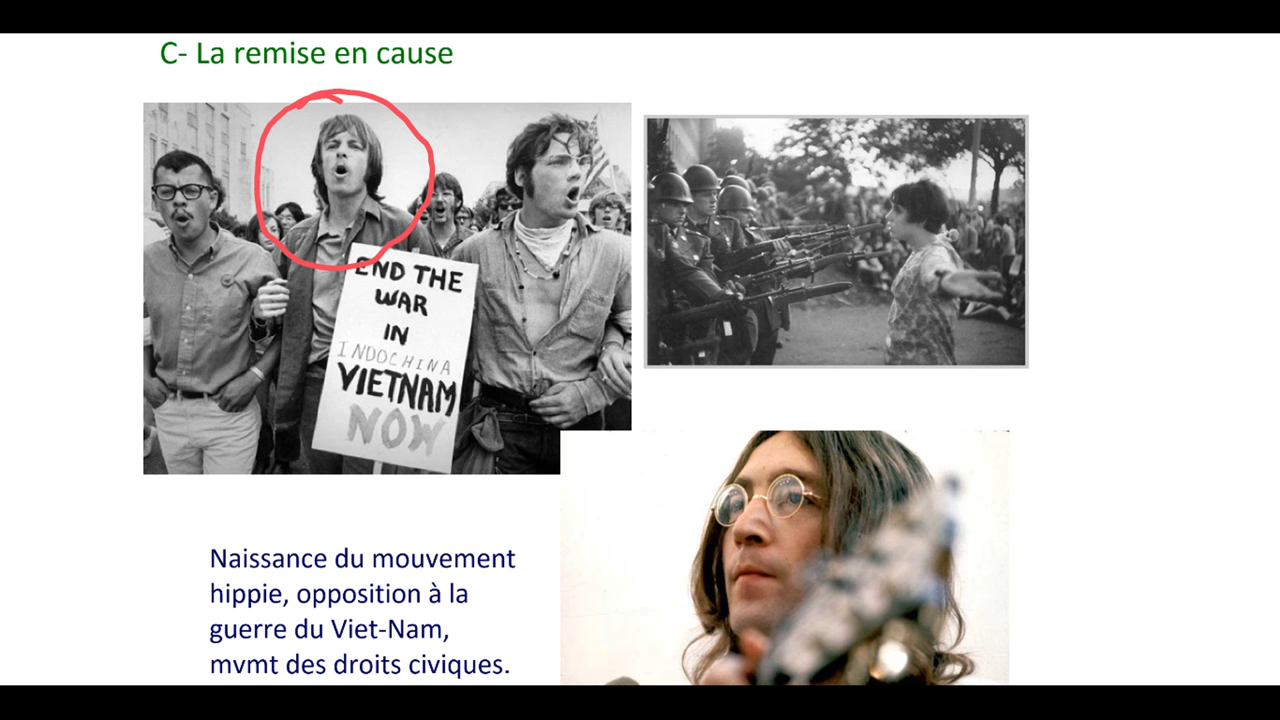 C- La remise en cause
END THE
WAR
IN
INDOCHINA
VIETNAM
NOW
Naissance du mouvement
hippie, opposition à la
guerre du Viet-Nam,
mvmt des droits civiques.